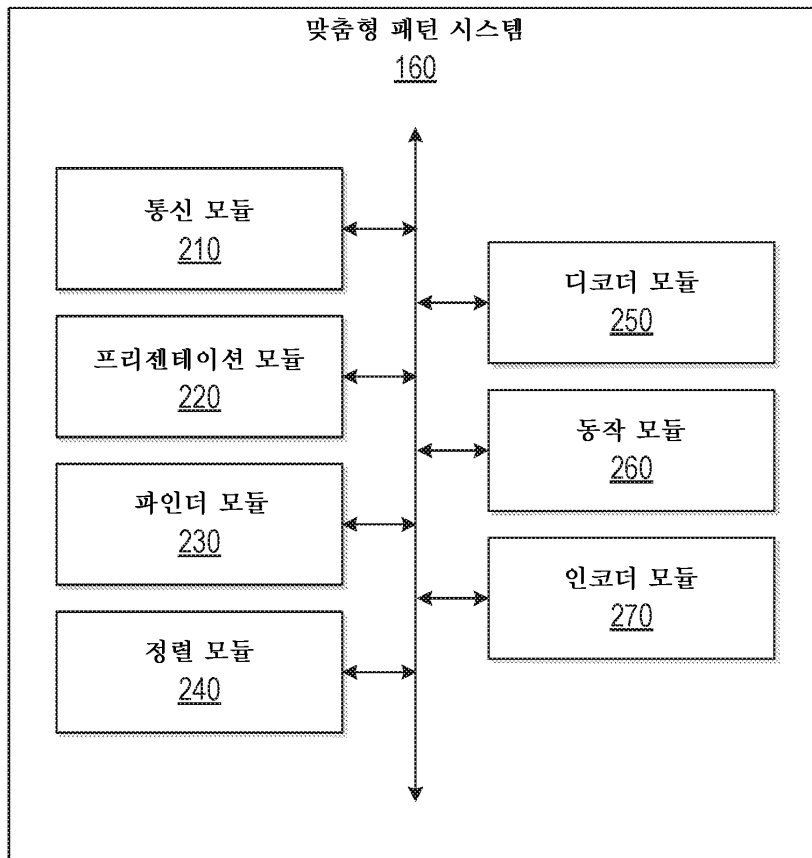 맞춤형 패턴 시스템
160
통신 모듈
210
프리젠테이션 모듈
220
파인더 모듈
230
정렬 모듈
240
디코더 모듈
250
동작 모듈
260
인코더 모듈
270